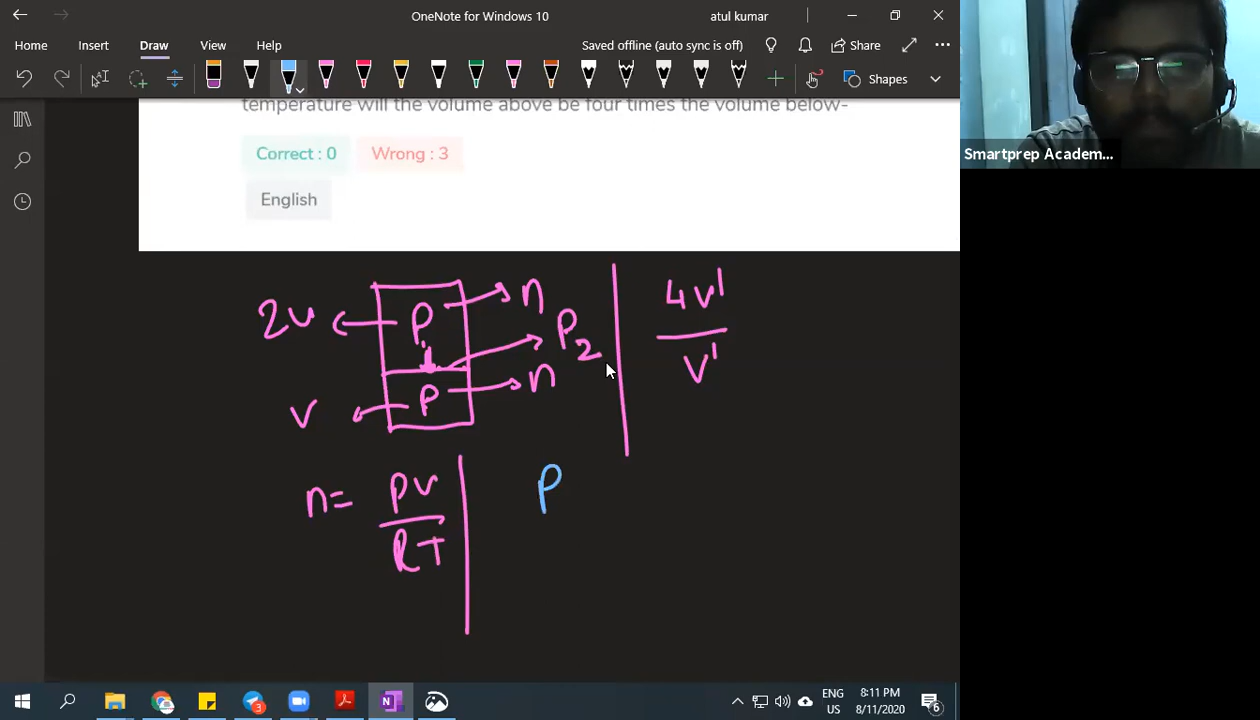 OneNote for Windows 10
atul kumar
Home Insert Draw View Help
Saved offline (auto sync is off)
Share
Shapes
temperature will the volume above be four times the volume below-
Correct : 0 Wrong : 3
English
Smartprep Academ...
2v P n
P2
v P n
4v'
v'
n= PV
RT
P
ENG
US
8:11 PM
8/11/2020
3
6